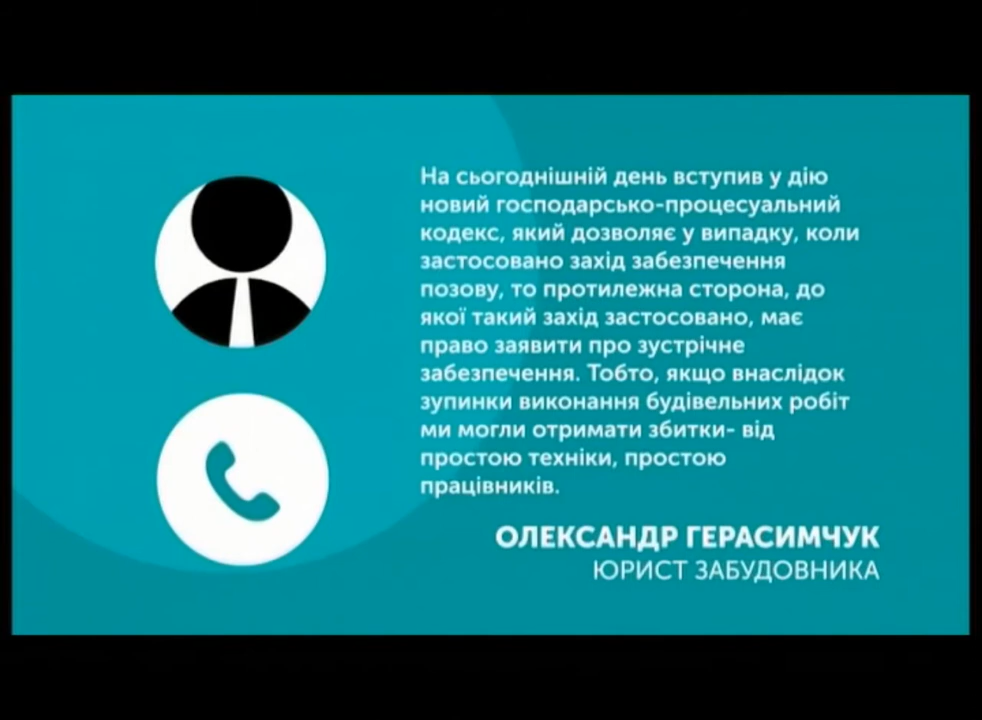 На сьогоднішній день вступив у дію
новий господарсько-процесуальний
кодекс, який дозволяє у випадку, коли
застосовано захід забезпечення
позову, то протилежна сторона, до
якої такий захід застосовано, має
право заявити про зустрічне
забезпечення. Тобто, якщо внаслідок
зупинки виконання будівельних робіт
ми могли отримати збитки- від
простою техніки, простою
працівників.
ОЛЕКСАНДР ГЕРАСИМЧУК
ЮРИСТ ЗАБУДОВНИКА